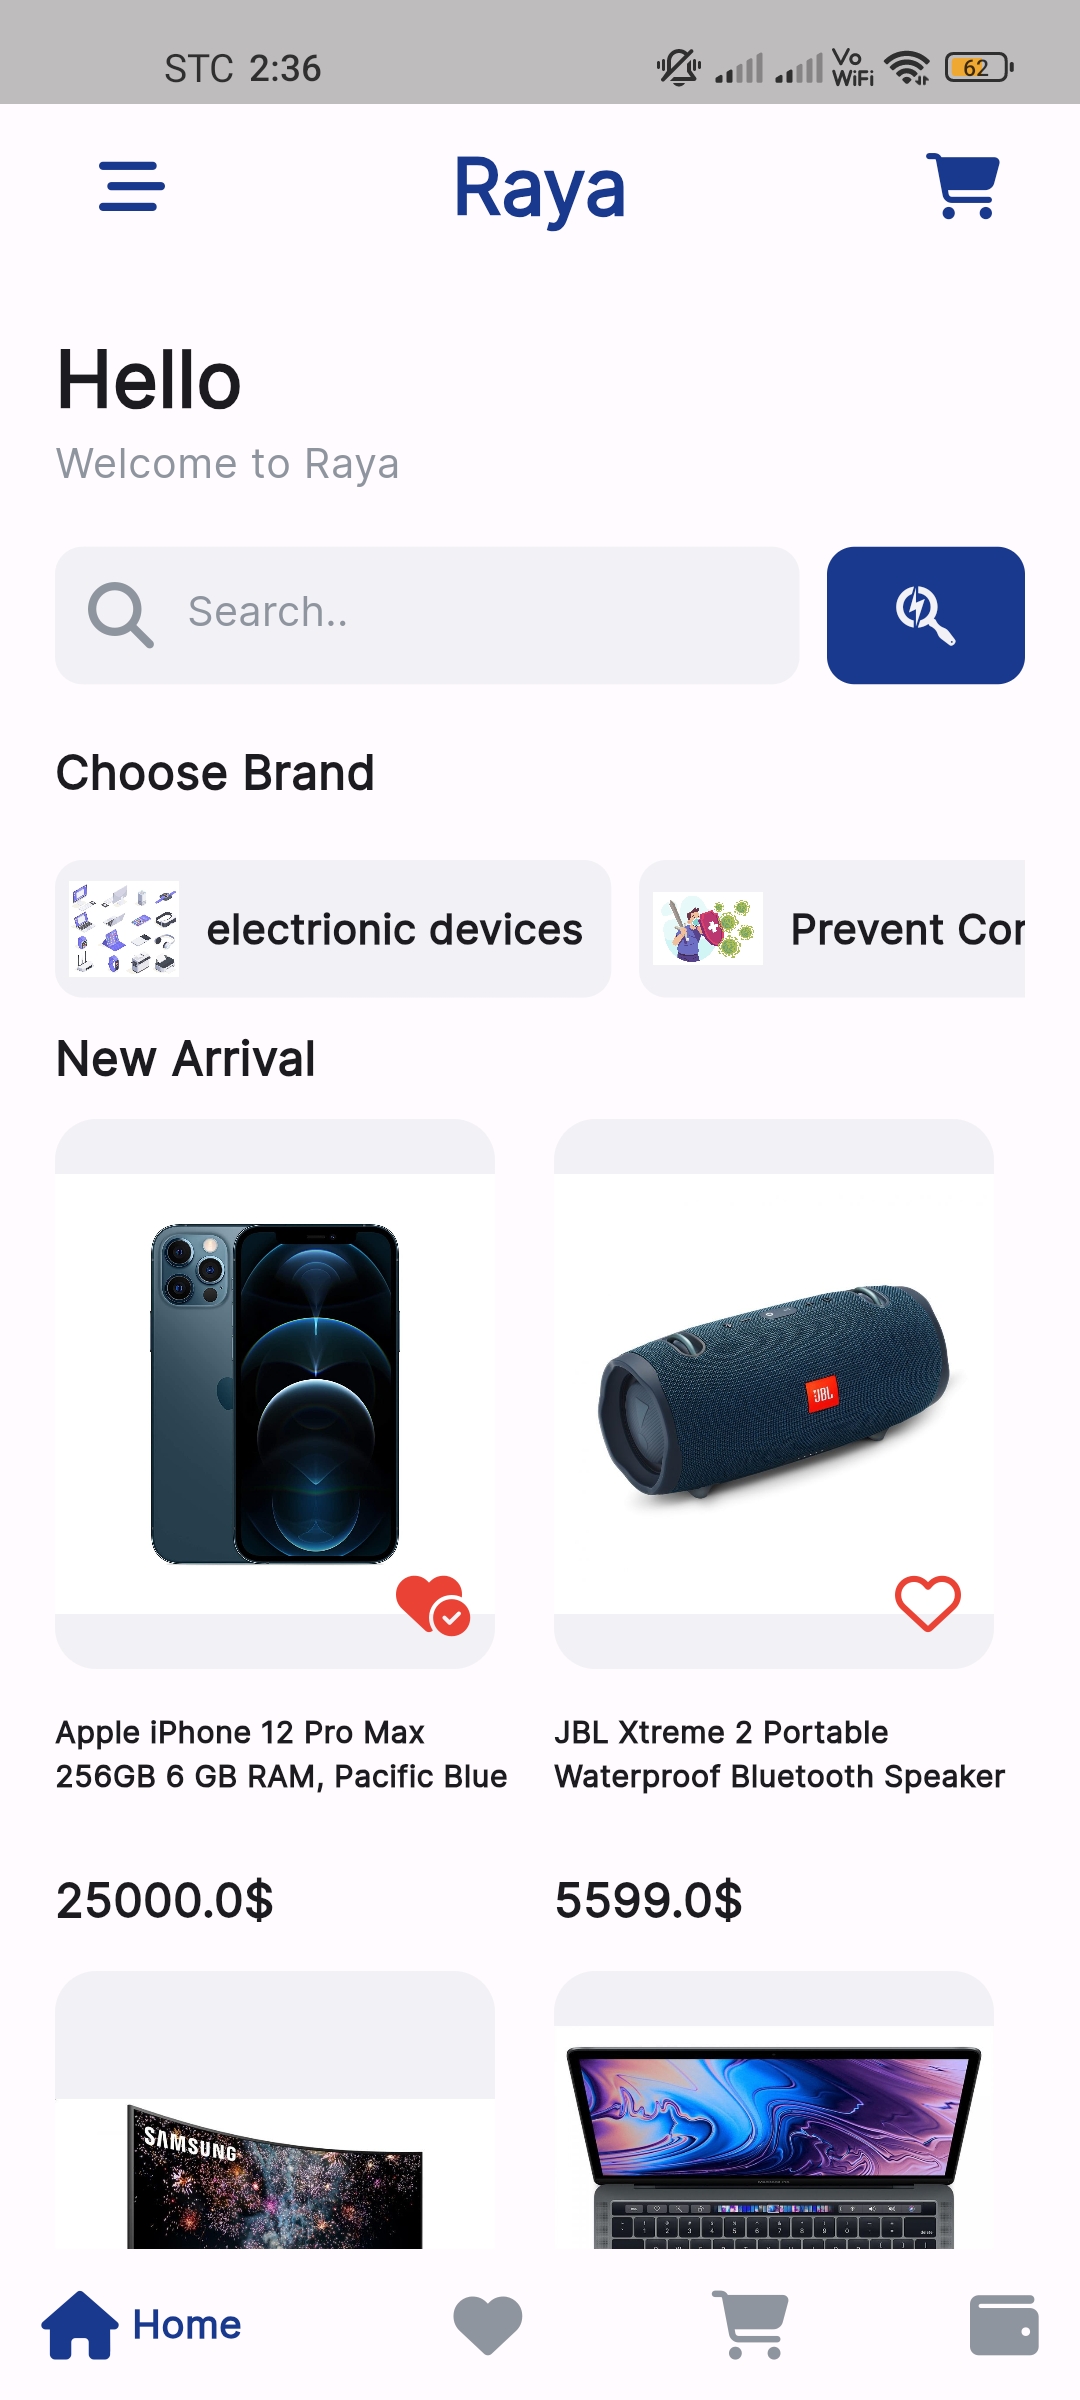 STC 2:36
Vo
WiFi
62
Raya
Hello
Welcome to Raya
Search..
Choose Brand
electrionic devices
Prevent Cor
New Arrival
JBL
Apple iPhone 12 Pro Max
256GB 6 GB RAM, Pacific Blue
JBL Xtreme 2 Portable
Waterproof Bluetooth Speaker
25000.0$
5599.0$
SAMSUNG
Home